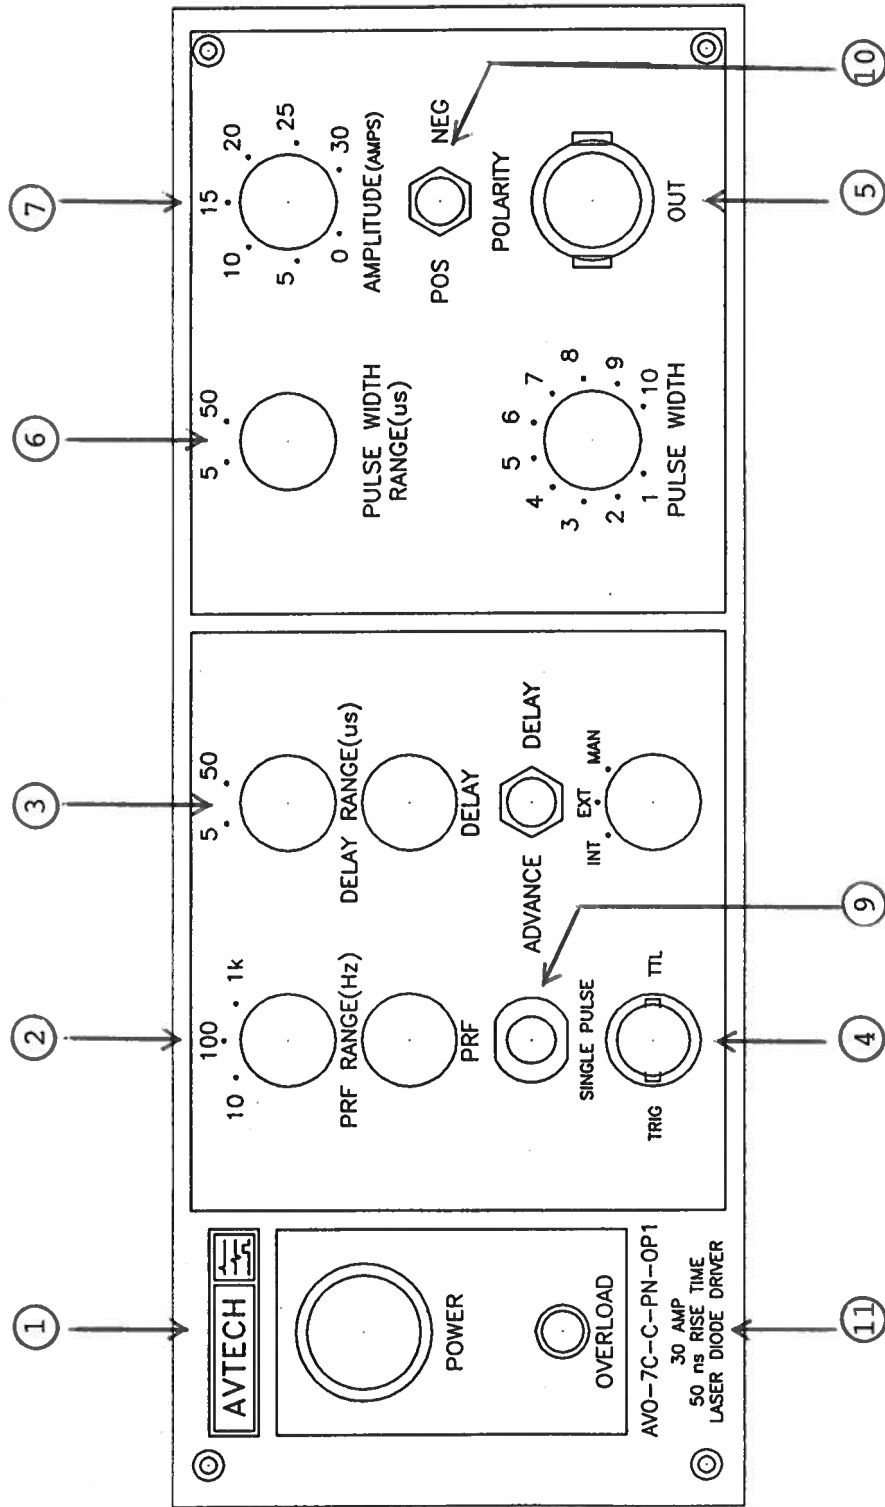 1
2
3
6
7
AVTECH
POWER
OVERLOAD
AVO-7C-C-PN-OP1
30 AMP
50 ns RISE TIME
LASER DIODE DRIVER
10 100 1k
PRF RANGE(Hz)
PRF
SINGLE PULSE
TRIG TTL
5 50
DELAY RANGE(us)
DELAY
ADVANCE DELAY
INT EXT MAN
5 50
PULSE WIDTH
RANGE(us)
1 2 3 4 5 6 7 8 9 10
PULSE WIDTH
0 5 10 15 20 25 30
AMPLITUDE(AMPS)
POS NEG
POLARITY
OUT
11
4
9
5
10